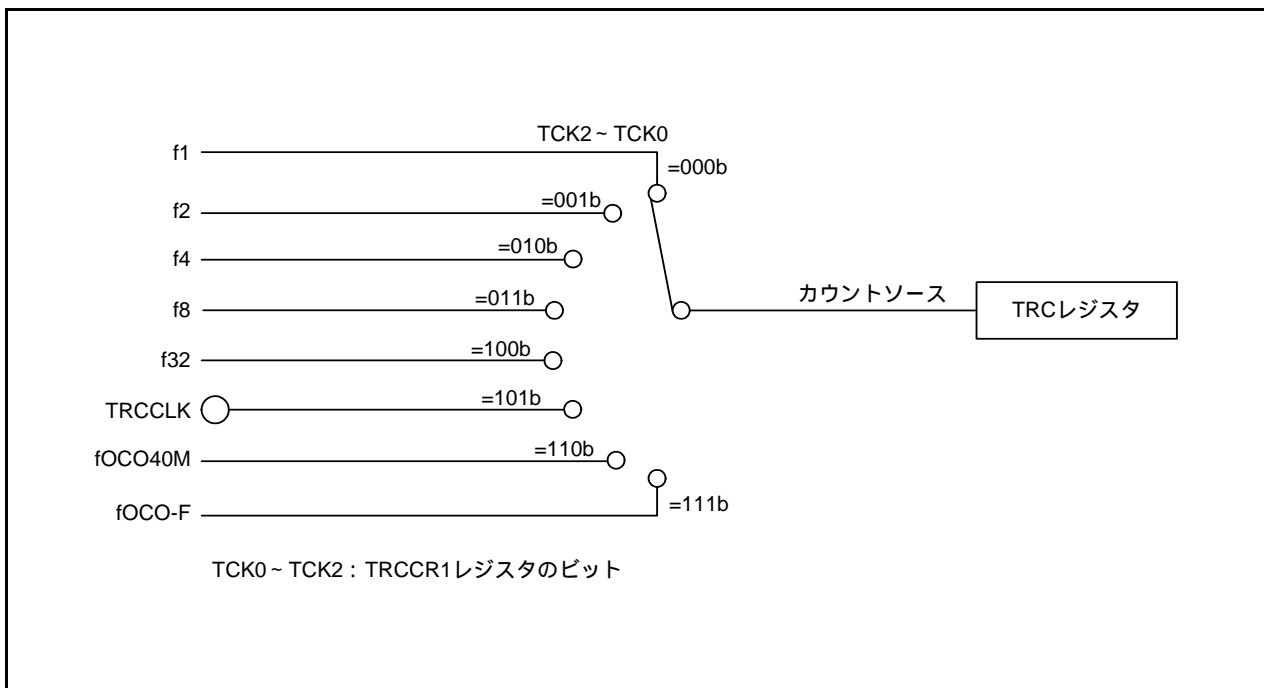 TCK2 ~ TCK0
f1
=000b
f2
=001b
f4
=010b
f8
=011b
カウントソース
TRCレジスタ
f32
=100b
TRCCLK
=101b
fOCO40M
=110b
fOCO-F
=111b
TCK0 ~ TCK2 : TRCCR1レジスタのビット